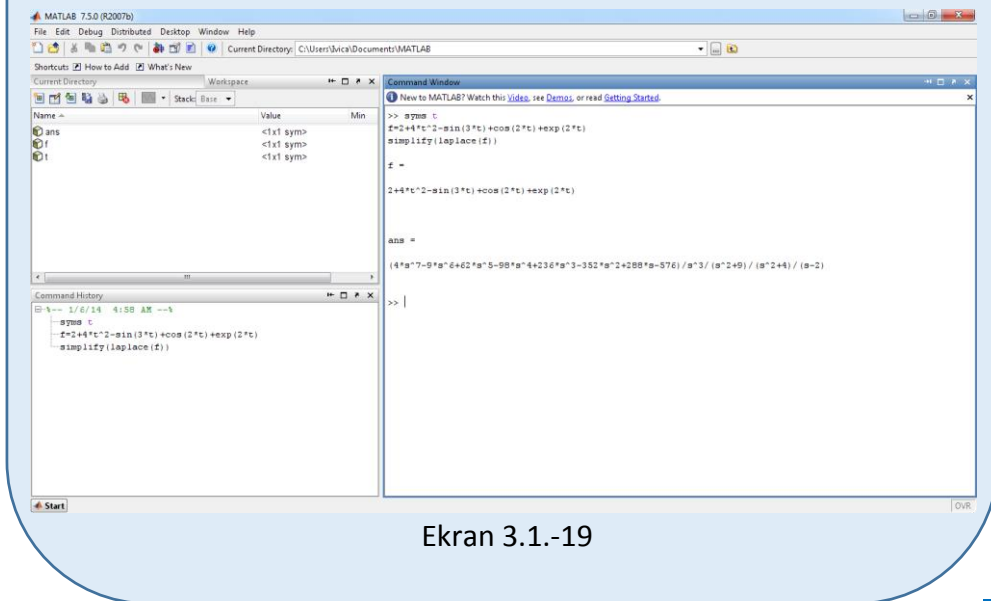 MATLAB 7.5.0 (R2007b)
File Edit Debug Distributed Desktop Window Help
Current Directory: C:\Users\Ivica\Documents\MATLAB
Shortcuts How to Add What's New
Current Directory Workspace
Stack: Base
Name Value Min
ans <1x1 sym>
f <1x1 sym>
t <1x1 sym>
Command History
%-- 1/6/14 4:58 AM --%
syms t
f=2+4*t^2-sin(3*t)+cos(2*t)+exp(2*t)
simplify(laplace(f))
Command Window
New to MATLAB? Watch this Video, see Demos, or read Getting Started.
>> syms t
f=2+4*t^2-sin(3*t)+cos(2*t)+exp(2*t)
simplify(laplace(f))
f =
2+4*t^2-sin(3*t)+cos(2*t)+exp(2*t)
ans =
(4*s^7-9*s^6+62*s^5-98*s^4+236*s^3-352*s^2+288*s-576)/s^3/(s^2+9)/(s^2+4)/(s-2)
>>
Start
OVR
Ekran 3.1.-19